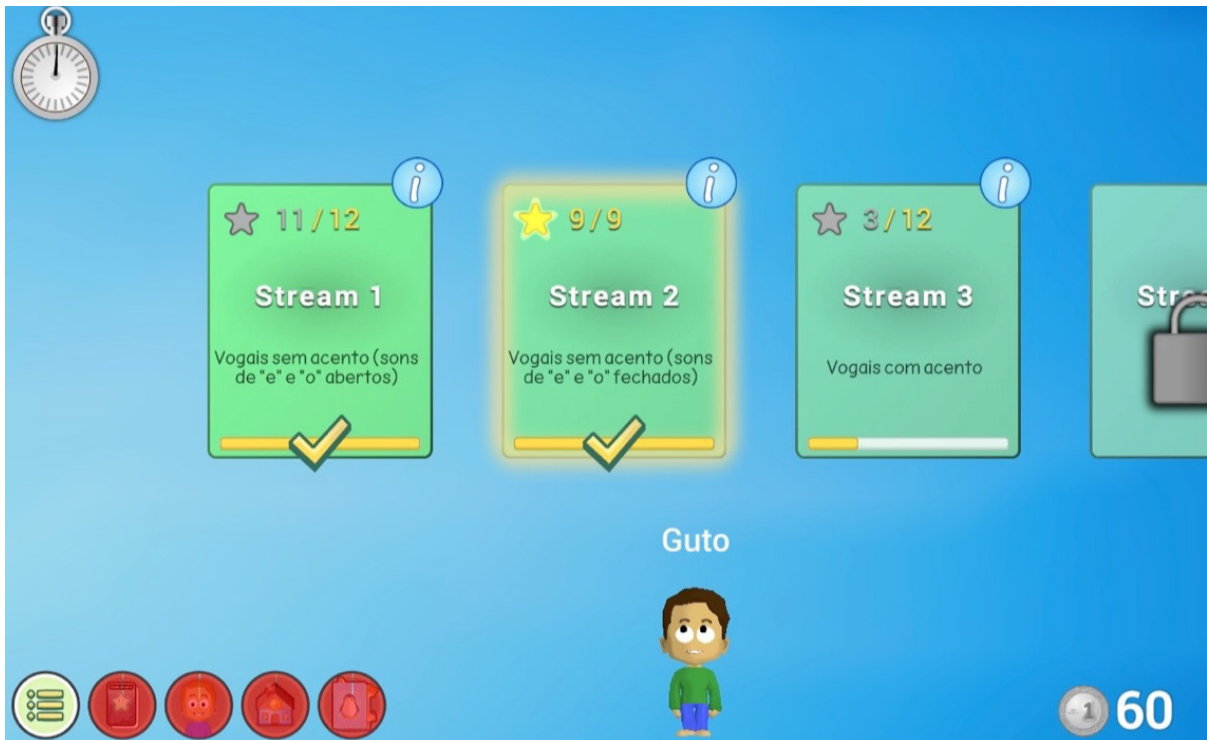 11/12
Stream 1
Vogais sem acento (sons
de "e" e "o" abertos)
9/9
Stream 2
Vogais sem acento (sons
de "e" e "o" fechados)
3/12
Stream 3
Vogais com acento
Guto
1
60